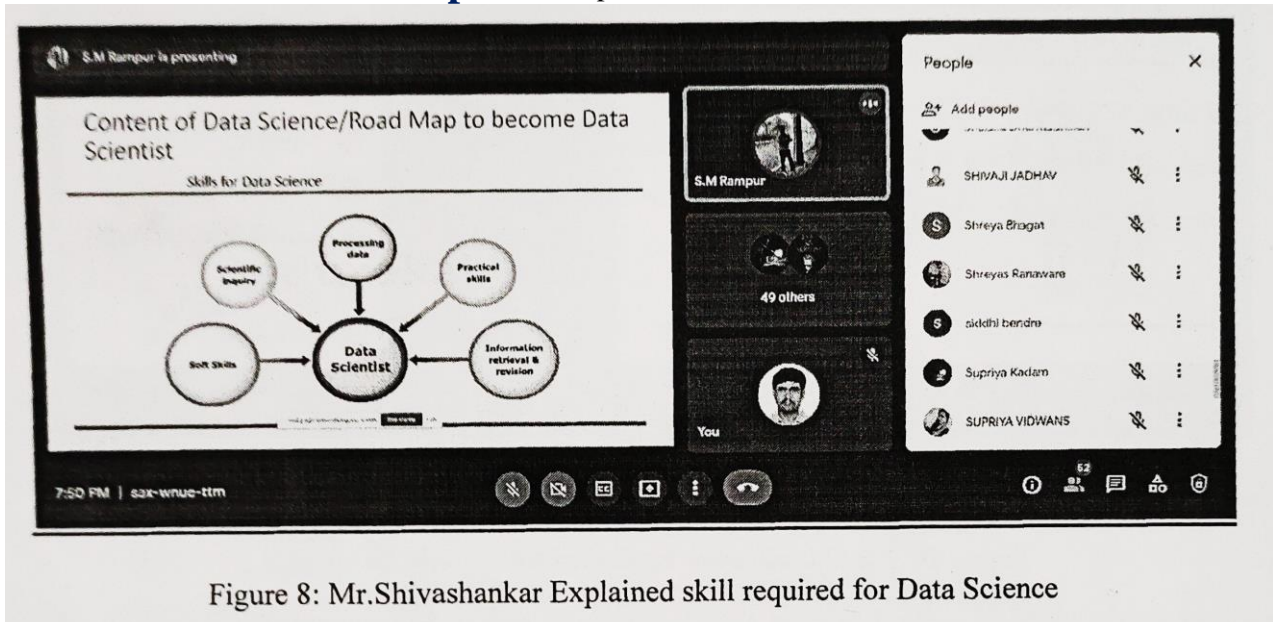 S.M Rampur is presenting
Content of Data Science/Road Map to become Data
Scientist
Skills for Data Science
Processing
data
Scientific
Inquiry
Practical
skills
Soft Skills
Data
Scientist
Information
retrieval &
revision
S.M Rampur
49 others
You
People
Add people
SHIVAJI JADHAV
S
Shreya Bhagat
Shreyas Ranaware
S
siddhi bendre
Supriya Kadam
SUPRIYA VIDWANS
7:50 PM | sax-wnuc-ttm
CC
52
Figure 8: Mr.Shivashankar Explained skill required for Data Science